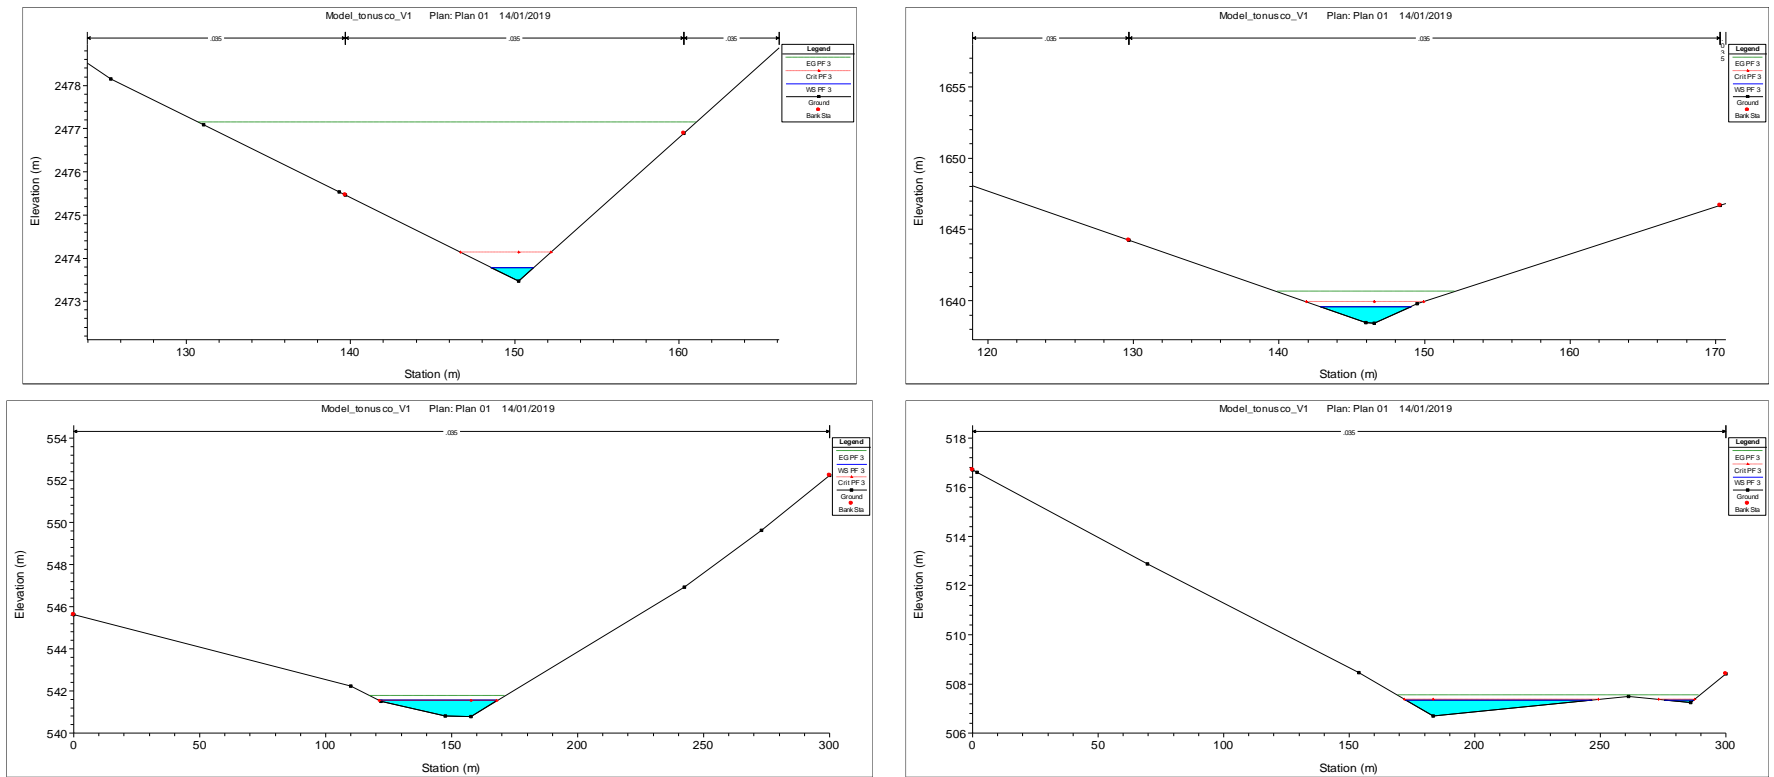 Model_tonusco_V1 Plan: Plan 01 14/01/2019
.035 .035 .035
Legend
EG PF 3
Crit PF 3
WS PF 3
Ground
Bank Sta
2478
2477
2476
2475
2474
2473
Elevation (m)
130 140 150 160
Station (m)
Model_tonusco_V1 Plan: Plan 01 14/01/2019
.035 .035
Legend
EG PF 3
Crit PF 3
WS PF 3
Ground
Bank Sta
1655
1650
1645
1640
Elevation (m)
120 130 140 150 160 170
Station (m)
Model_tonusco_V1 Plan: Plan 01 14/01/2019
.035
Legend
EG PF 3
WS PF 3
Crit PF 3
Ground
Bank Sta
554
552
550
548
546
544
542
540
Elevation (m)
0 50 100 150 200 250 300
Station (m)
Model_tonusco_V1 Plan: Plan 01 14/01/2019
.035
Legend
EG PF 3
Crit PF 3
WS PF 3
Ground
Bank Sta
518
516
514
512
510
508
506
Elevation (m)
0 50 100 150 200 250 300
Station (m)